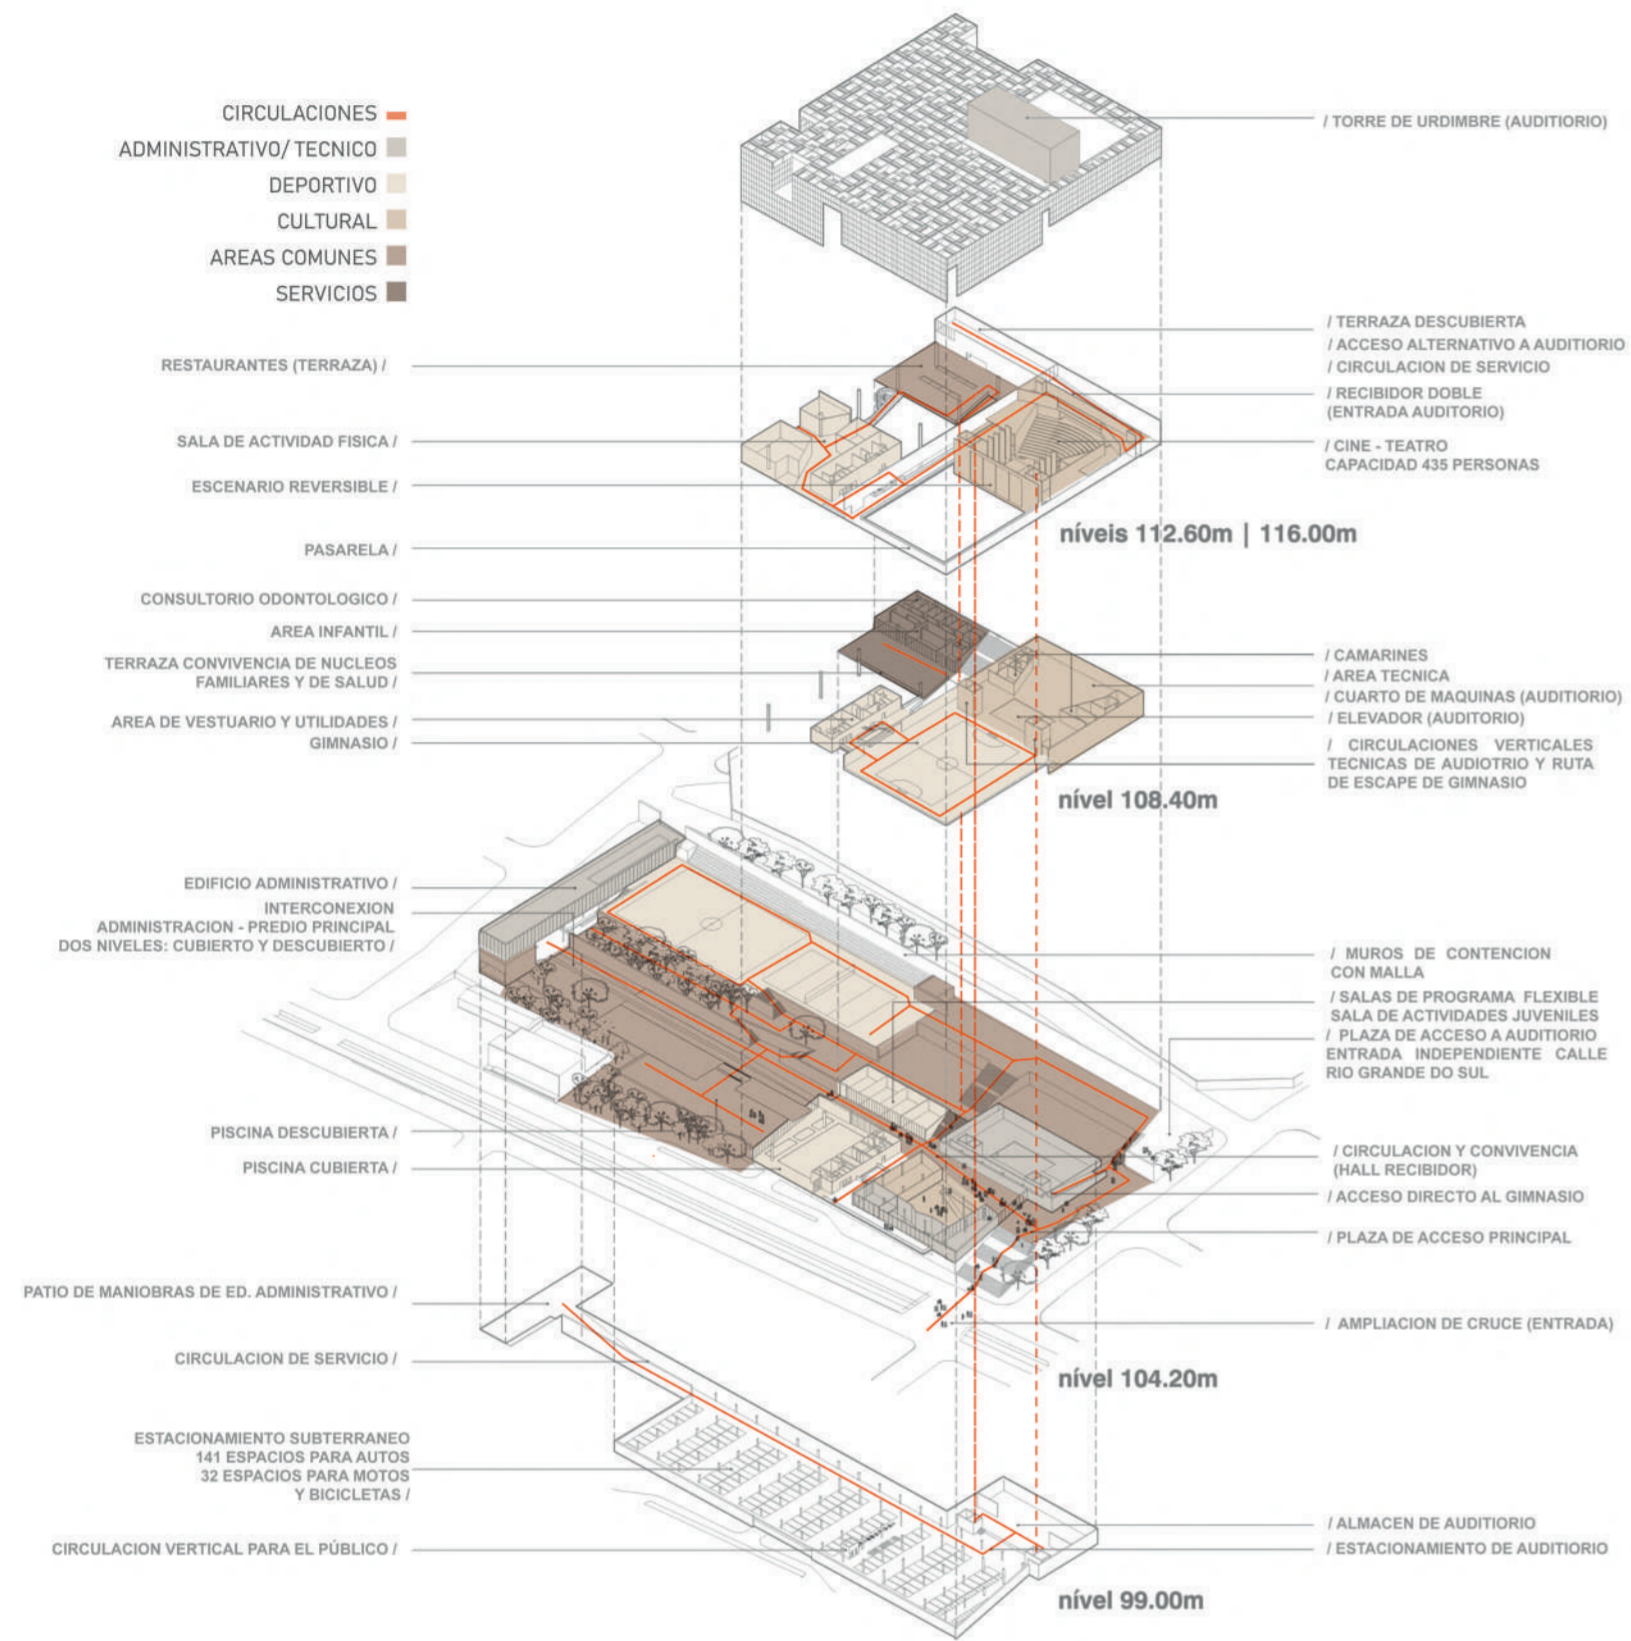 CIRCULACIONES
ADMINISTRATIVO/ TECNICO
DEPORTIVO
CULTURAL
AREAS COMUNES
SERVICIOS
/ TORRE DE URDIMBRE (AUDITIORIO)
RESTAURANTES (TERRAZA) /
SALA DE ACTIVIDAD FISICA /
ESCENARIO REVERSIBLE /
PASARELA /
/ TERRAZA DESCUBIERTA
/ ACCESO ALTERNATIVO A AUDITIORIO
/ CIRCULACION DE SERVICIO
/ RECIBIDOR DOBLE
(ENTRADA AUDITORIO)
/ CINE - TEATRO
CAPACIDAD 435 PERSONAS
níveis 112.60m | 116.00m
CONSULTORIO ODONTOLOGICO /
AREA INFANTIL /
TERRAZA CONVIVENCIA DE NUCLEOS
FAMILIARES Y DE SALUD /
AREA DE VESTUARIO Y UTILIDADES /
GIMNASIO /
/ CAMARINES
/ AREA TECNICA
/ CUARTO DE MAQUINAS (AUDITORIO)
/ ELEVADOR (AUDITORIO)
/ CIRCULACIONES VERTICALES
TECNICAS DE AUDIOTRIO Y RUTA
DE ESCAPE DE GIMNASIO
nível 108.40m
EDIFICIO ADMINISTRATIVO /
INTERCONEXION
ADMINISTRACION - PREDIO PRINCIPAL
DOS NIVELES: CUBIERTO Y DESCUBIERTO /
PISCINA DESCUBIERTA /
PISCINA CUBIERTA /
/ MUROS DE CONTENCION
CON MALLA
/ SALAS DE PROGRAMA FLEXIBLE
SALA DE ACTIVIDADES JUVENILES
/ PLAZA DE ACCESO A AUDITIORIO
ENTRADA INDEPENDIENTE CALLE
RIO GRANDE DO SUL
/ CIRCULACION Y CONVIVENCIA
(HALL RECIBIDOR)
/ ACCESO DIRECTO AL GIMNASIO
/ PLAZA DE ACCESO PRINCIPAL
/ AMPLIACION DE CRUCE (ENTRADA)
nível 104.20m
PATIO DE MANIOBRAS DE ED. ADMINISTRATIVO /
CIRCULACION DE SERVICIO /
ESTACIONAMIENTO SUBTERRANEO
141 ESPACIOS PARA AUTOS
32 ESPACIOS PARA MOTOS
Y BICICLETAS /
CIRCULACION VERTICAL PARA EL PÚBLICO /
/ ALMACEN DE AUDITIORIO
/ ESTACIONAMIENTO DE AUDITIORIO
nível 99.00m